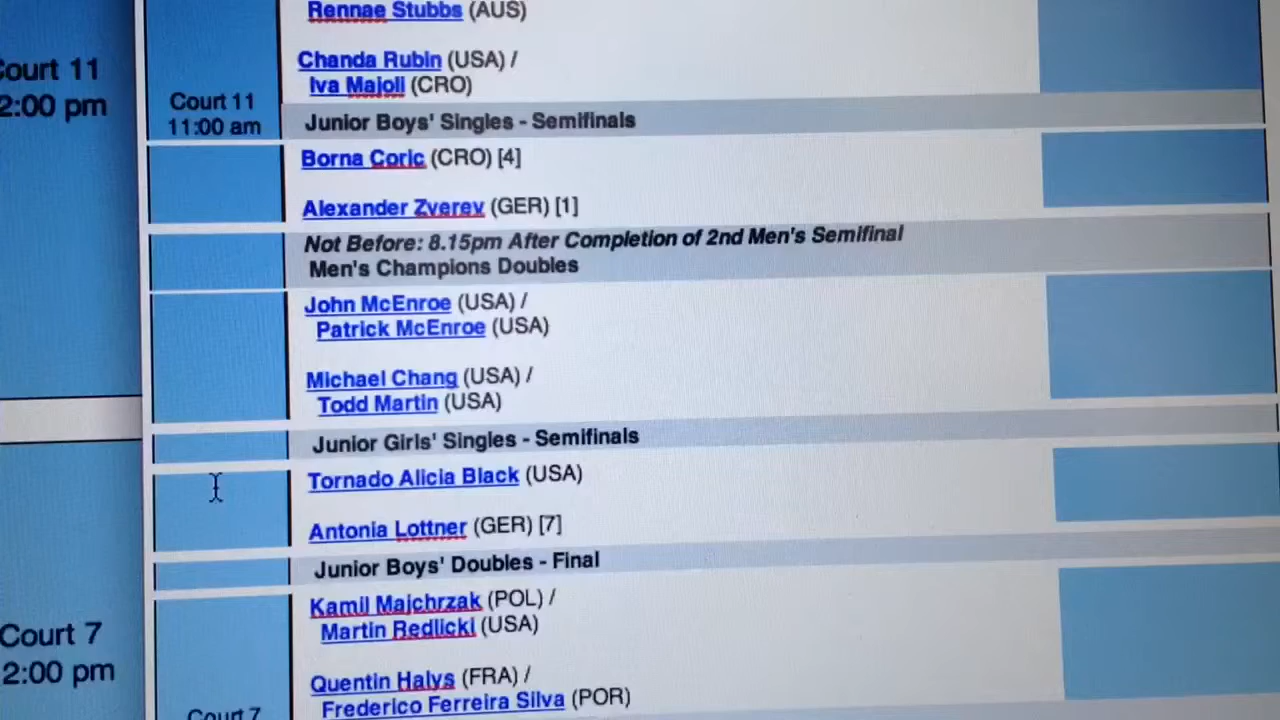 Rennae Stubbs (AUS)
Chanda Rubin (USA) /
Iva Majoli (CRO)
Court 11
2:00 pm
Court 11
11:00 am
Junior Boys' Singles - Semifinals
Borna Coric (CRO) [4]
Alexander Zverev (GER) [1]
Not Before: 8.15pm After Completion of 2nd Men's Semifinal
Men's Champions Doubles
John McEnroe (USA) /
Patrick McEnroe (USA)
Michael Chang (USA) /
Todd Martin (USA)
Junior Girls' Singles - Semifinals
Tornado Alicia Black (USA)
Antonia Lottner (GER) [7]
Junior Boys' Doubles - Final
Kamil Majchrzak (POL) /
Martin Redlicki (USA)
Court 7
2:00 pm
Quentin Halys (FRA) /
Frederico Ferreira Silva (POR)
Court 7